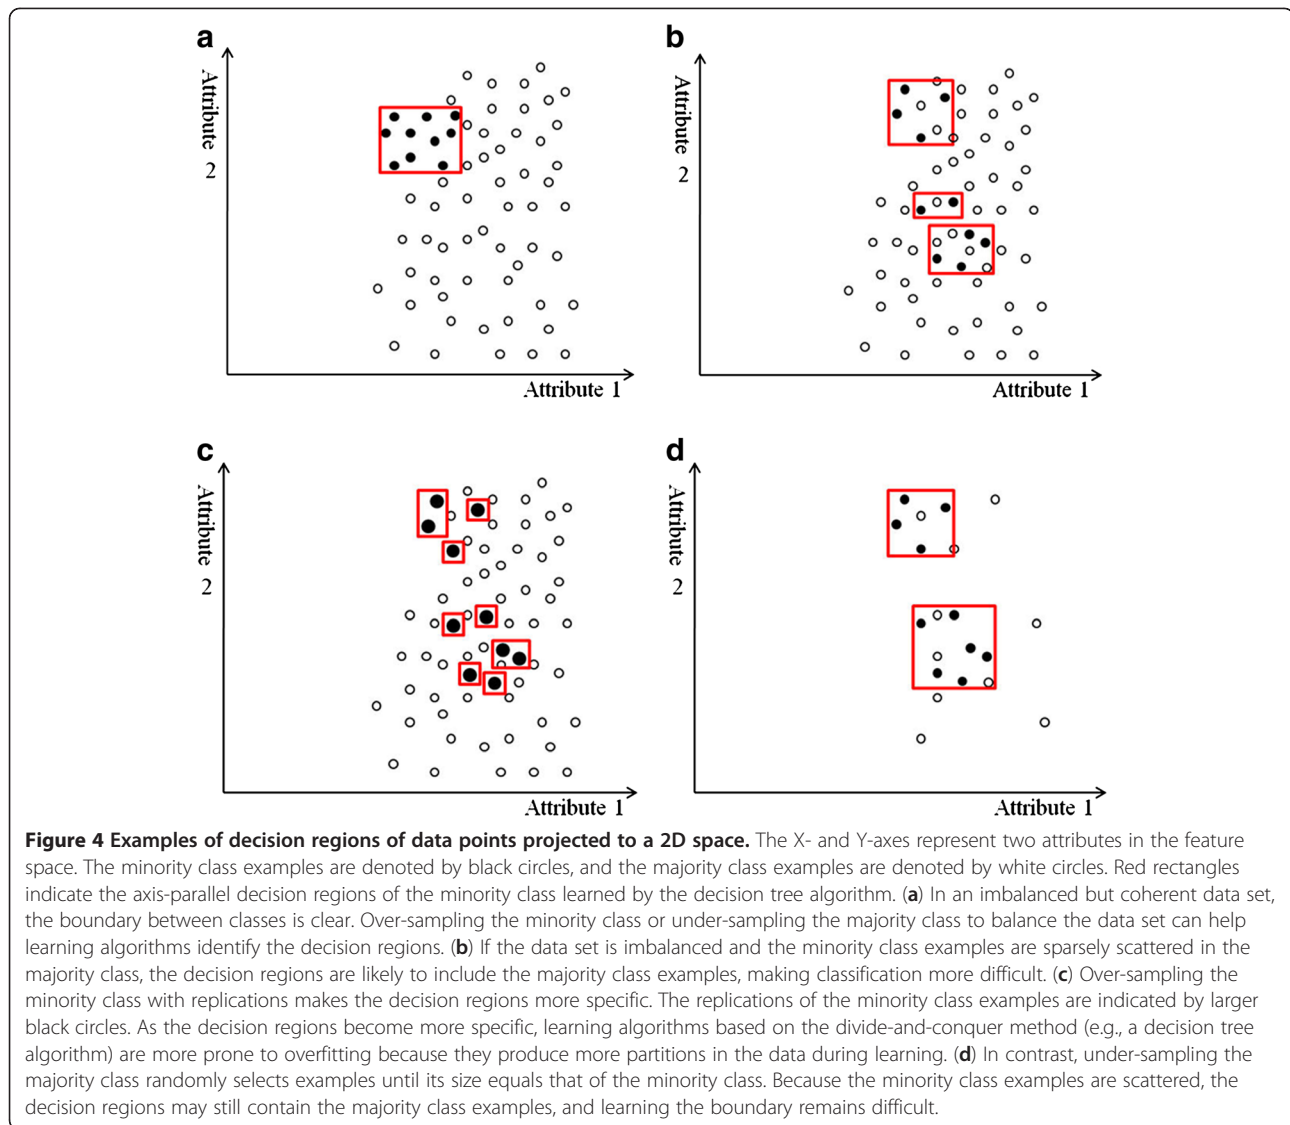 a
Attribute 2
Attribute 1
b
Attribute 2
Attribute 1
c
Attribute 2
Attribute 1
d
Attribute 2
Attribute 1
Figure 4 Examples of decision regions of data points projected to a 2D space. The X- and Y-axes represent two attributes in the feature
space. The minority class examples are denoted by black circles, and the majority class examples are denoted by white circles. Red rectangles
indicate the axis-parallel decision regions of the minority class learned by the decision tree algorithm. (a) In an imbalanced but coherent data set,
the boundary between classes is clear. Over-sampling the minority class or under-sampling the majority class to balance the data set can help
learning algorithms identify the decision regions. (b) If the data set is imbalanced and the minority class examples are sparsely scattered in the
majority class, the decision regions are likely to include the majority class examples, making classification more difficult. (c) Over-sampling the
minority class with replications makes the decision regions more specific. The replications of the minority class examples are indicated by larger
black circles. As the decision regions become more specific, learning algorithms based on the divide-and-conquer method (e.g., a decision tree
algorithm) are more prone to overfitting because they produce more partitions in the data during learning. (d) In contrast, under-sampling the
majority class randomly selects examples until its size equals that of the minority class. Because the minority class examples are scattered, the
decision regions may still contain the majority class examples, and learning the boundary remains difficult.